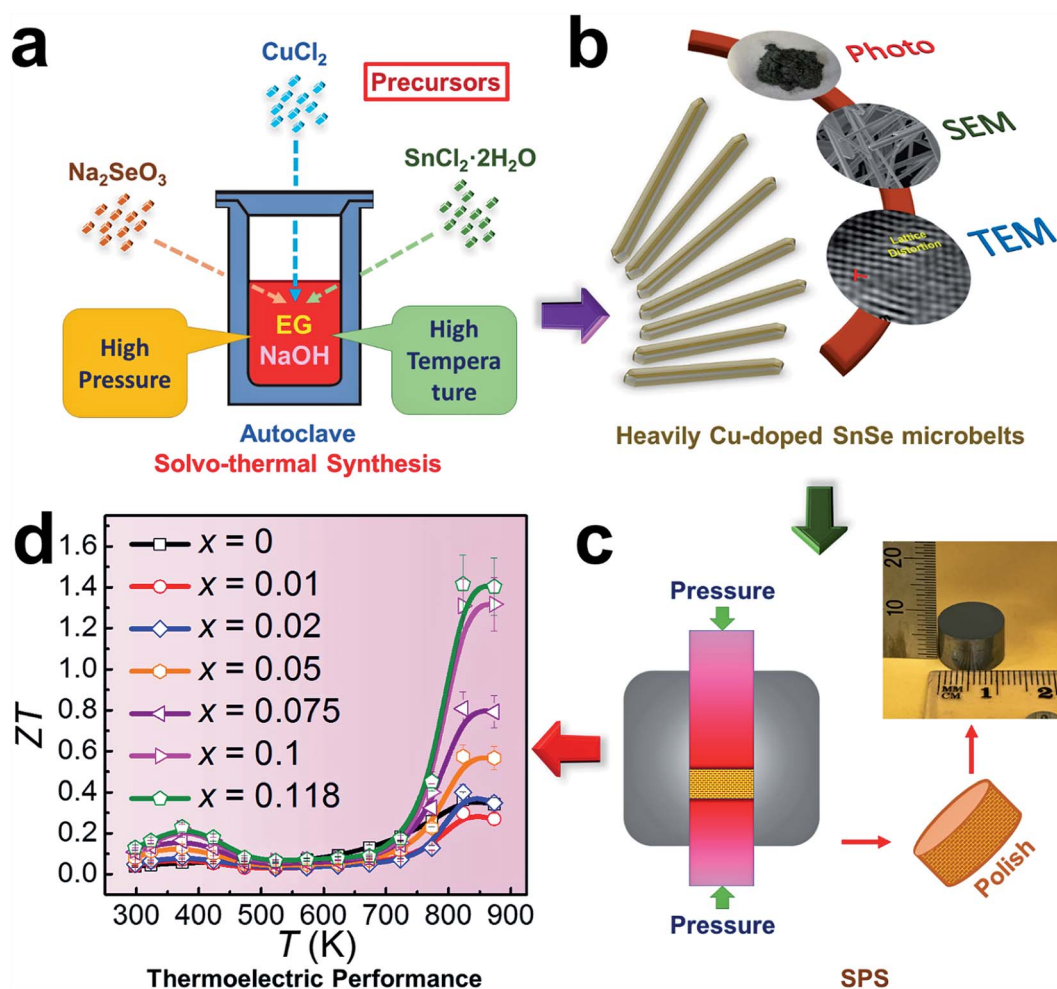 a
CuCl₂
Precursors
Na₂SeO₃
SnCl₂·2H₂O
EG
NaOH
High
Pressure
High
Tempera
ture
Autoclave
Solvo-thermal Synthesis
b
Photo
SEM
TEM
Lattice
Distortion
Heavily Cu-doped SnSe microbelts
c
Pressure
Pressure
20
10
MM
CM
1
2
Polish
SPS
d
ZT
1.6
1.4
1.2
1.0
0.8
0.6
0.4
0.2
0.0
x = 0
x = 0.01
x = 0.02
x = 0.05
x = 0.075
x = 0.1
x = 0.118
300 400 500 600 700 800 900
T (K)
Thermoelectric Performance